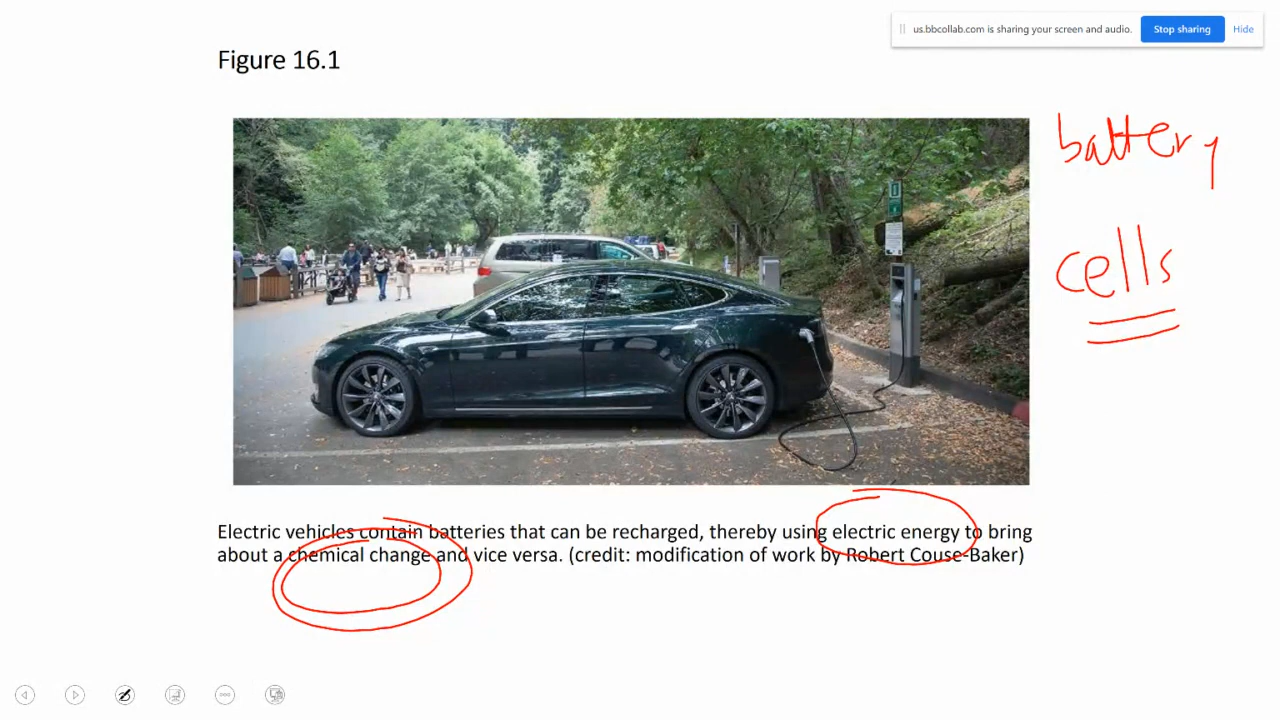 us.bbcollab.com is sharing your screen and audio. Stop sharing Hide
Figure 16.1
battery
cells
Electric vehicles contain batteries that can be recharged, thereby using electric energy to bring
about a chemical change and vice versa. (credit: modification of work by Robert Couse-Baker)